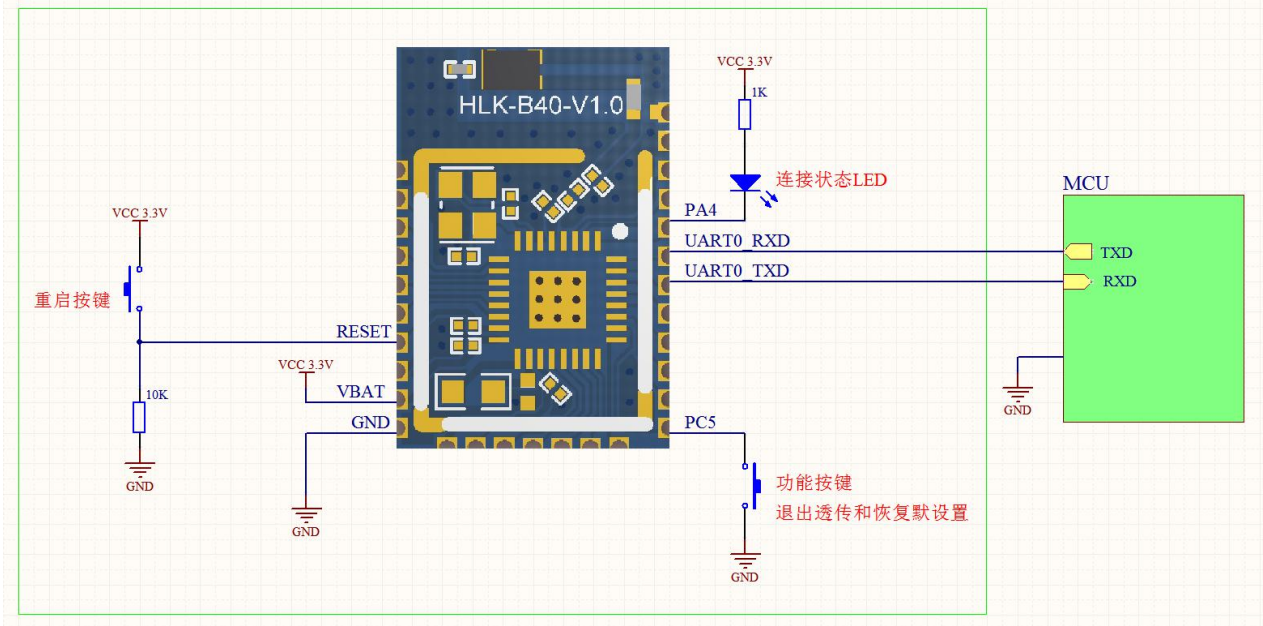 HLK-B40-V1.0
VCC 3.3V
1K
连接状态LED
PA4
UART0_RXD
UART0_TXD
MCU
TXD
RXD
GND
VCC 3.3V
重启按键
RESET
10K
GND
VCC 3.3V
VBAT
GND
GND
PC5
功能按键
退出透传和恢复默设置
GND